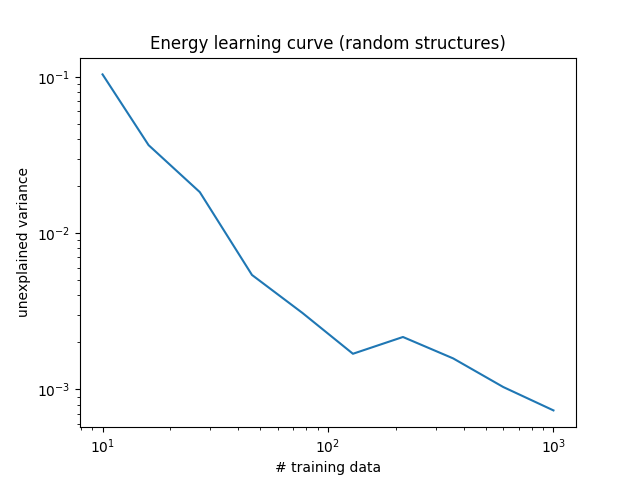 Energy learning curve (random structures)
10⁻¹
10⁻²
10⁻³
unexplained variance
10¹ 10² 10³
# training data